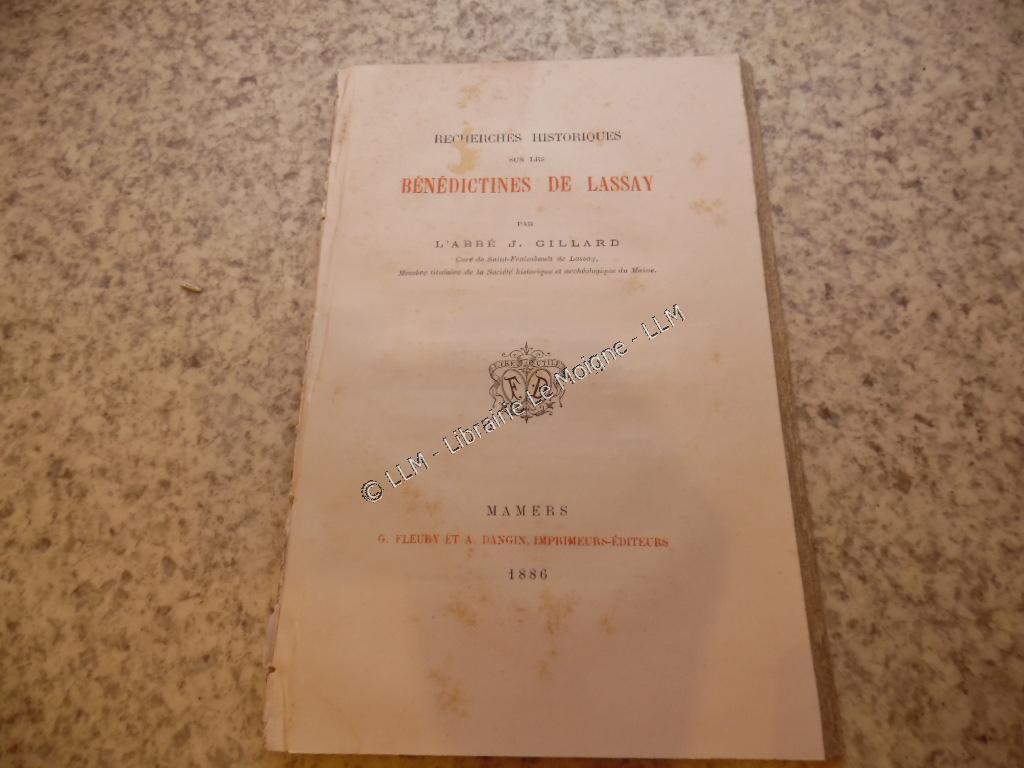 RECHERCHES HISTORIQUES
SUR LES
BÉNÉDICTINES DE LASSAY
PAR
L'ABBÉ J. GILLARD
Curé de Saint-Fraimbault de Lassay,
Membre titulaire de la Société historique et archéologique du Maine.
© LLM - Librairie Le Moigne - LLM
MAMERS
G. FLEURY ET A. DANGIN, IMPRIMEURS-ÉDITEURS
1886